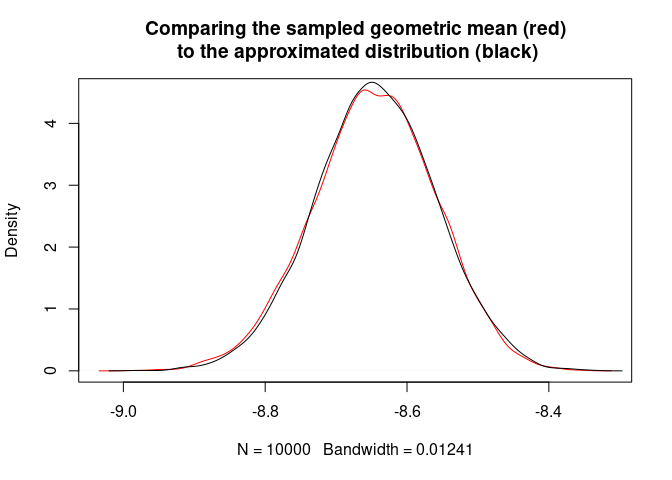 Comparing the sampled geometric mean (red)
to the approximated distribution (black)
Density
4
3
2
1
0
-9.0 -8.8 -8.6 -8.4
N = 10000 Bandwidth = 0.01241